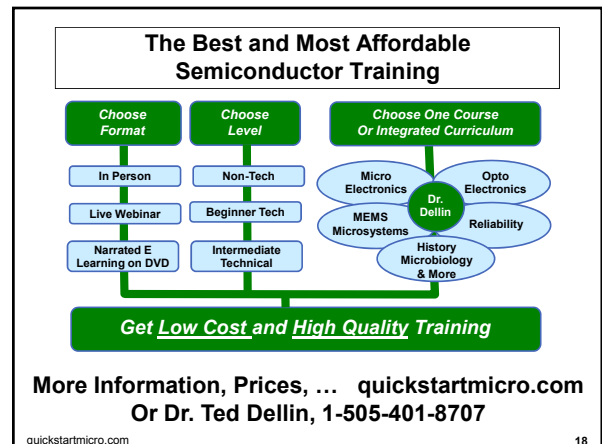 The Best and Most Affordable
Semiconductor Training
Choose
Format
In Person
Live Webinar
Narrated E
Learning on DVD
Choose
Level
Non-Tech
Beginner Tech
Intermediate
Technical
Choose One Course
Or Integrated Curriculum
Micro
Electronics
Opto
Electronics
Dr.
Dellin
MEMS
Microsystems
Reliability
History
Microbiology
& More
Get Low Cost and High Quality Training
More Information, Prices, … quickstartmicro.com
Or Dr. Ted Dellin, 1-505-401-8707
quickstartmicro.com 18